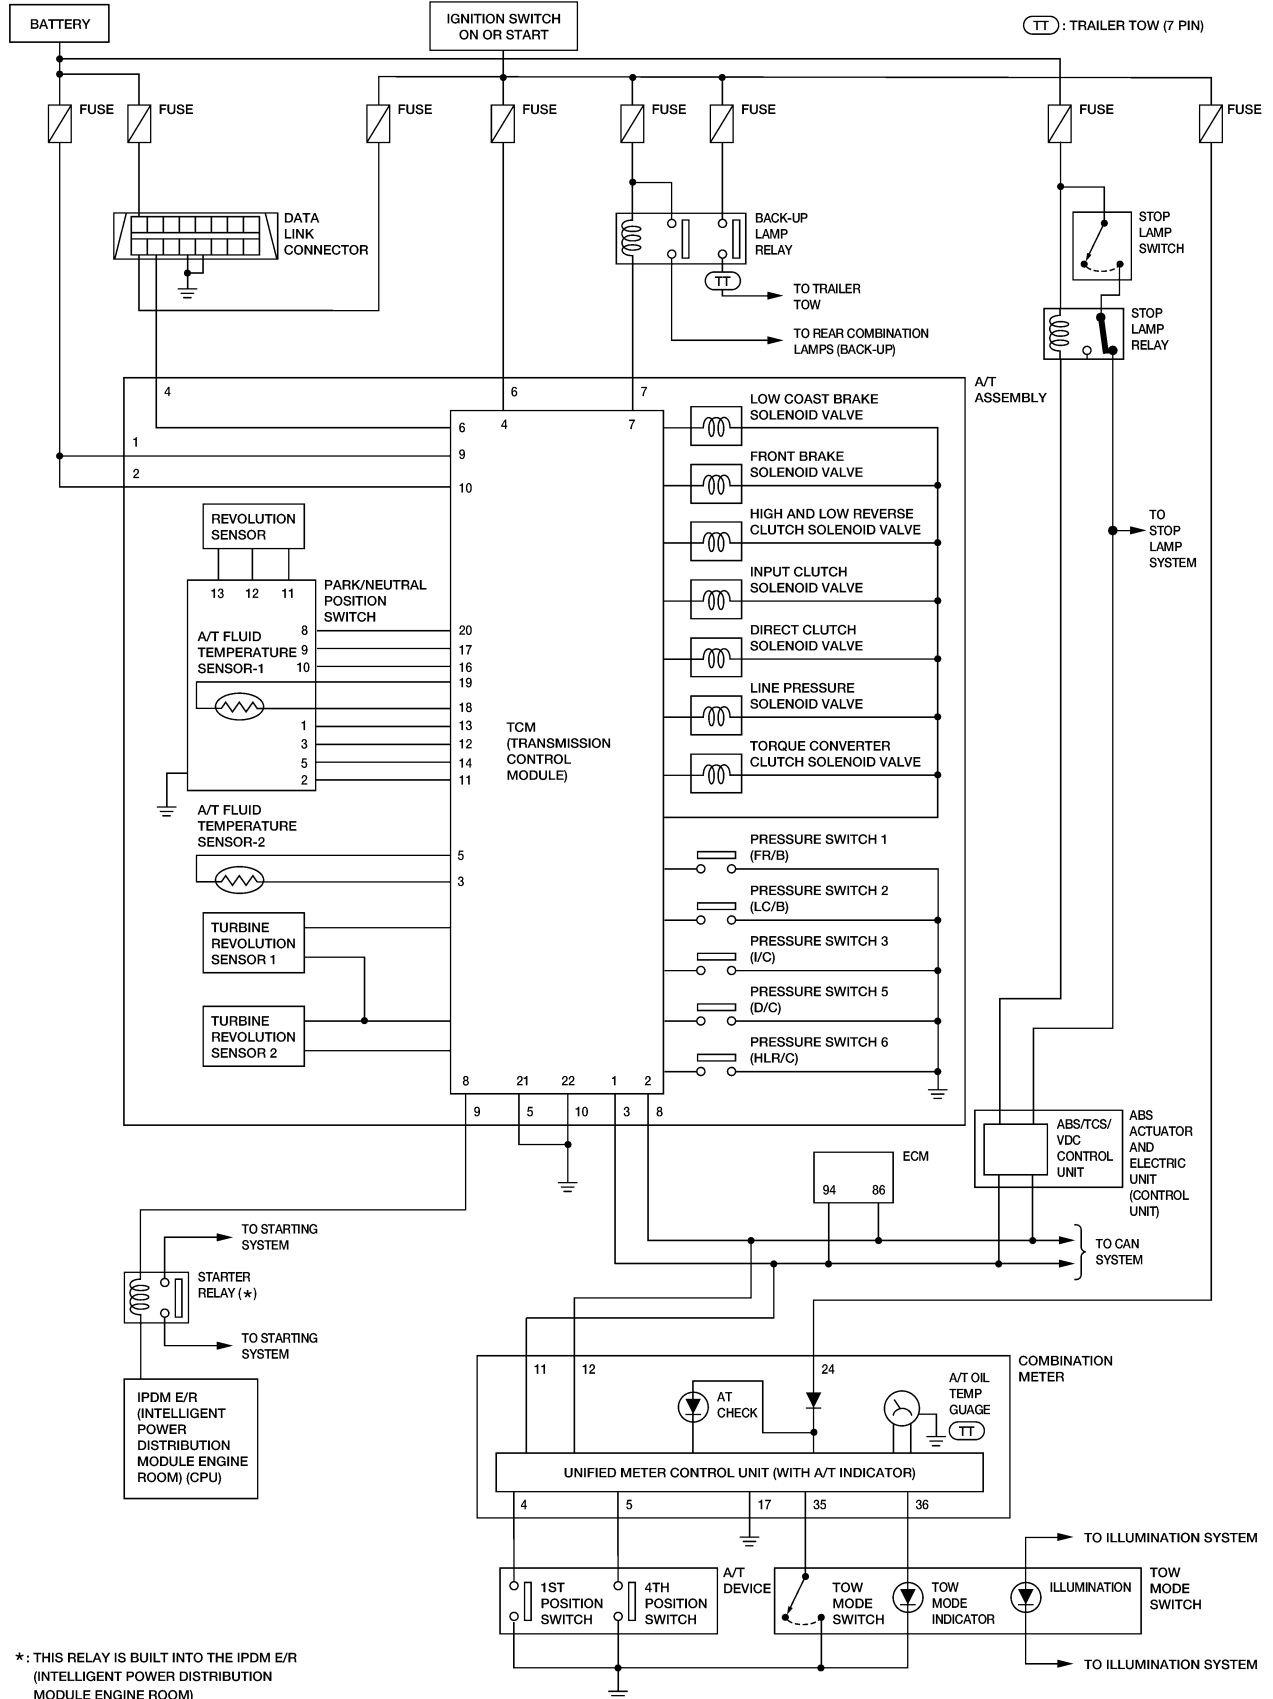 BATTERY
IGNITION SWITCH
ON OR START
TT : TRAILER TOW (7 PIN)
FUSE
FUSE
FUSE
FUSE
FUSE
FUSE
FUSE
FUSE
DATA
LINK
CONNECTOR
BACK-UP
LAMP
RELAY
TT
TO TRAILER
TOW
TO REAR COMBINATION
LAMPS (BACK-UP)
STOP
LAMP
SWITCH
STOP
LAMP
RELAY
A/T
ASSEMBLY
4
6
7
1
2
6
9
10
4
7
LOW COAST BRAKE
SOLENOID VALVE
FRONT BRAKE
SOLENOID VALVE
HIGH AND LOW REVERSE
CLUTCH SOLENOID VALVE
INPUT CLUTCH
SOLENOID VALVE
DIRECT CLUTCH
SOLENOID VALVE
LINE PRESSURE
SOLENOID VALVE
TORQUE CONVERTER
CLUTCH SOLENOID VALVE
TO
STOP
LAMP
SYSTEM
REVOLUTION
SENSOR
13 12 11
PARK/NEUTRAL
POSITION
SWITCH
A/T FLUID
TEMPERATURE
SENSOR-1
8
9
10
1
3
5
2
20
17
16
19
18
13
12
14
11
TCM
(TRANSMISSION
CONTROL
MODULE)
A/T FLUID
TEMPERATURE
SENSOR-2
5
3
TURBINE
REVOLUTION
SENSOR 1
TURBINE
REVOLUTION
SENSOR 2
PRESSURE SWITCH 1
(FR/B)
PRESSURE SWITCH 2
(LC/B)
PRESSURE SWITCH 3
(I/C)
PRESSURE SWITCH 5
(D/C)
PRESSURE SWITCH 6
(HLR/C)
8 21 22 1 2
9 5 10 3 8
ABS/TCS/
VDC
CONTROL
UNIT
ABS
ACTUATOR
AND
ELECTRIC
UNIT
(CONTROL
UNIT)
ECM
94 86
TO CAN
SYSTEM
TO STARTING
SYSTEM
STARTER
RELAY (*)
TO STARTING
SYSTEM
IPDM E/R
(INTELLIGENT
POWER
DISTRIBUTION
MODULE ENGINE
ROOM) (CPU)
COMBINATION
METER
11 12 24
AT
CHECK
A/T OIL
TEMP
GUAGE
TT
UNIFIED METER CONTROL UNIT (WITH A/T INDICATOR)
4 5 17 35 36
A/T
DEVICE
1ST
POSITION
SWITCH
4TH
POSITION
SWITCH
TOW
MODE
SWITCH
TOW
MODE
INDICATOR
ILLUMINATION
TOW
MODE
SWITCH
TO ILLUMINATION SYSTEM
TO ILLUMINATION SYSTEM
*: THIS RELAY IS BUILT INTO THE IPDM E/R
(INTELLIGENT POWER DISTRIBUTION
MODULE ENGINE ROOM)